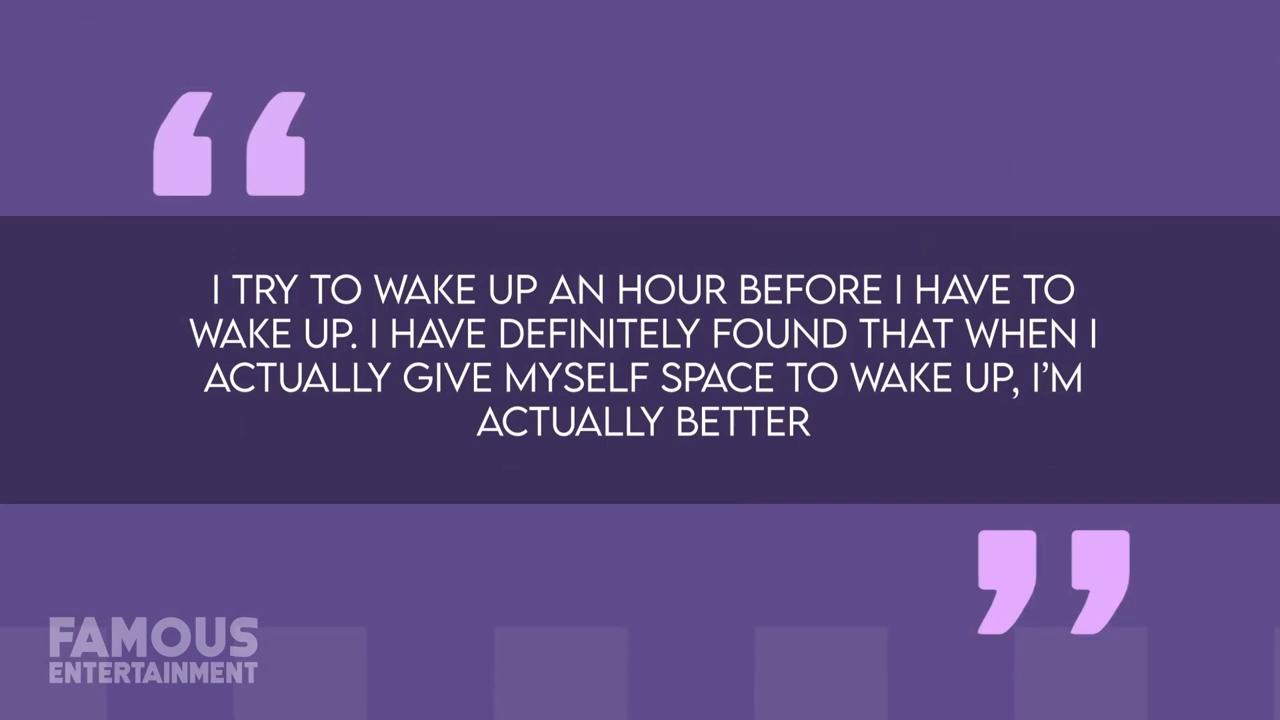 I TRY TO WAKE UP AN HOUR BEFORE I HAVE TO
WAKE UP. I HAVE DEFINITELY FOUND THAT WHEN I
ACTUALLY GIVE MYSELF SPACE TO WAKE UP, I’M
ACTUALLY BETTER
FAMOUS
ENTERTAINMENT